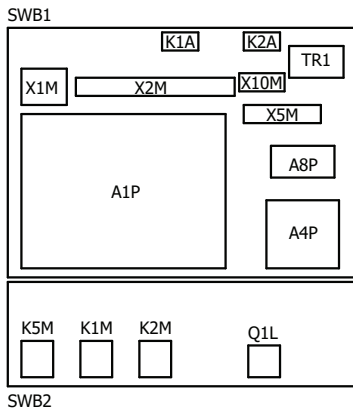 SWB1
K1A K2A
TR1
X1M X2M X10M
X5M
A8P
A1P
A4P
K5M K1M K2M Q1L
SWB2